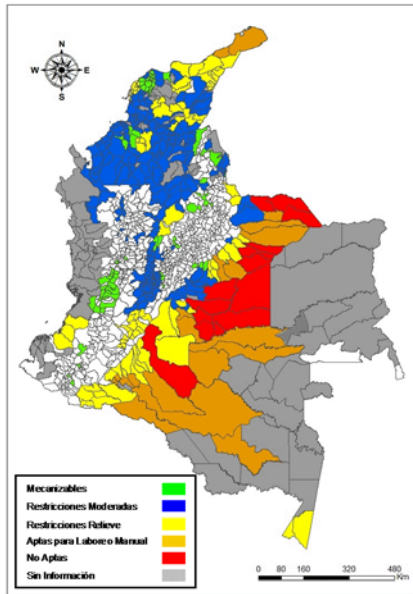 N
W E
S
Mecanizables
Restricciones Moderadas
Restricciones Relieve
Aptas para Laboreo Manual
No Aptas
Sin Información
0 80 160 320 480
Km